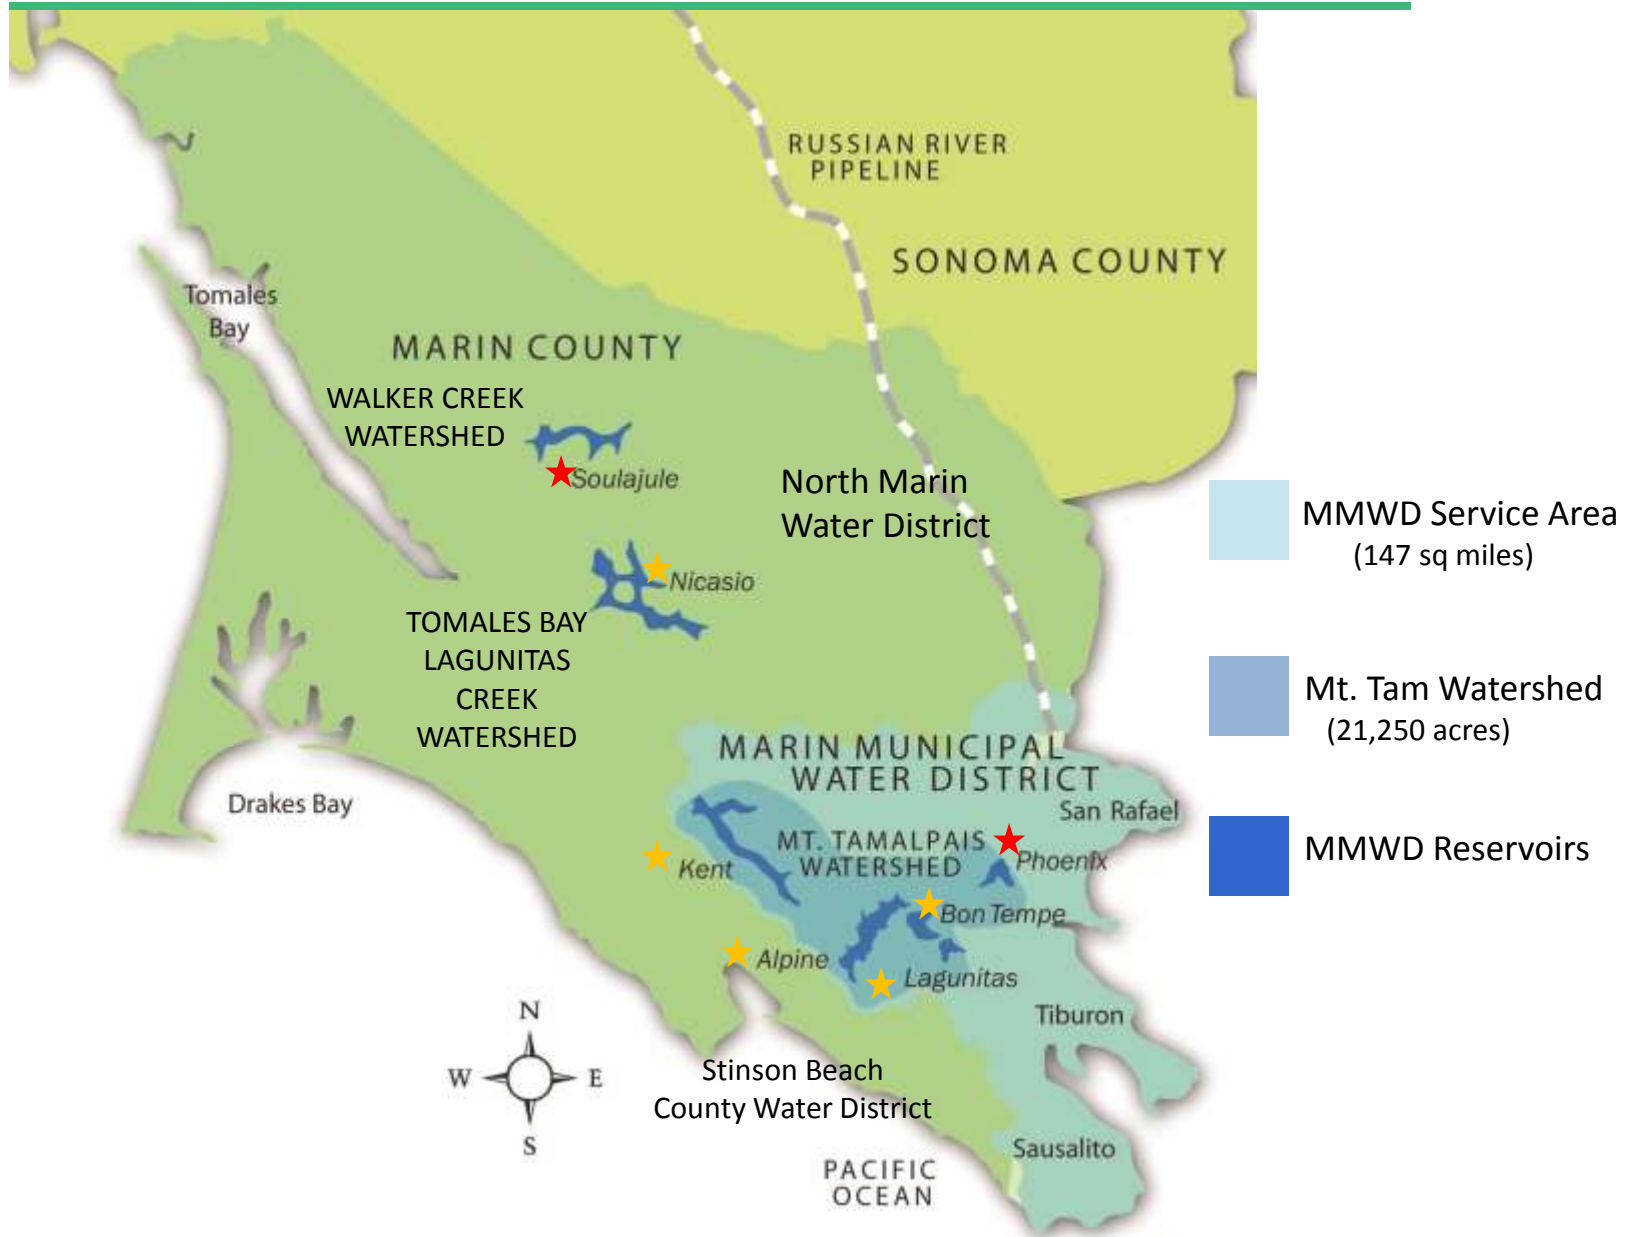 RUSSIAN RIVER
PIPELINE
SONOMA COUNTY
Tomales
Bay
MARIN COUNTY
WALKER CREEK
WATERSHED
Soulajule
North Marin
Water District
Nicasio
TOMALES BAY
LAGUNITAS
CREEK
WATERSHED
Drakes Bay
MARIN MUNICIPAL
WATER DISTRICT
San Rafael
MT. TAMALPAIS
WATERSHED
Phoenix
Kent
Bon Tempe
Alpine
Lagunitas
Tiburon
N
W
E
S
Stinson Beach
County Water District
Sausalito
PACIFIC
OCEAN
MMWD Service Area
(147 sq miles)
Mt. Tam Watershed
(21,250 acres)
MMWD Reservoirs